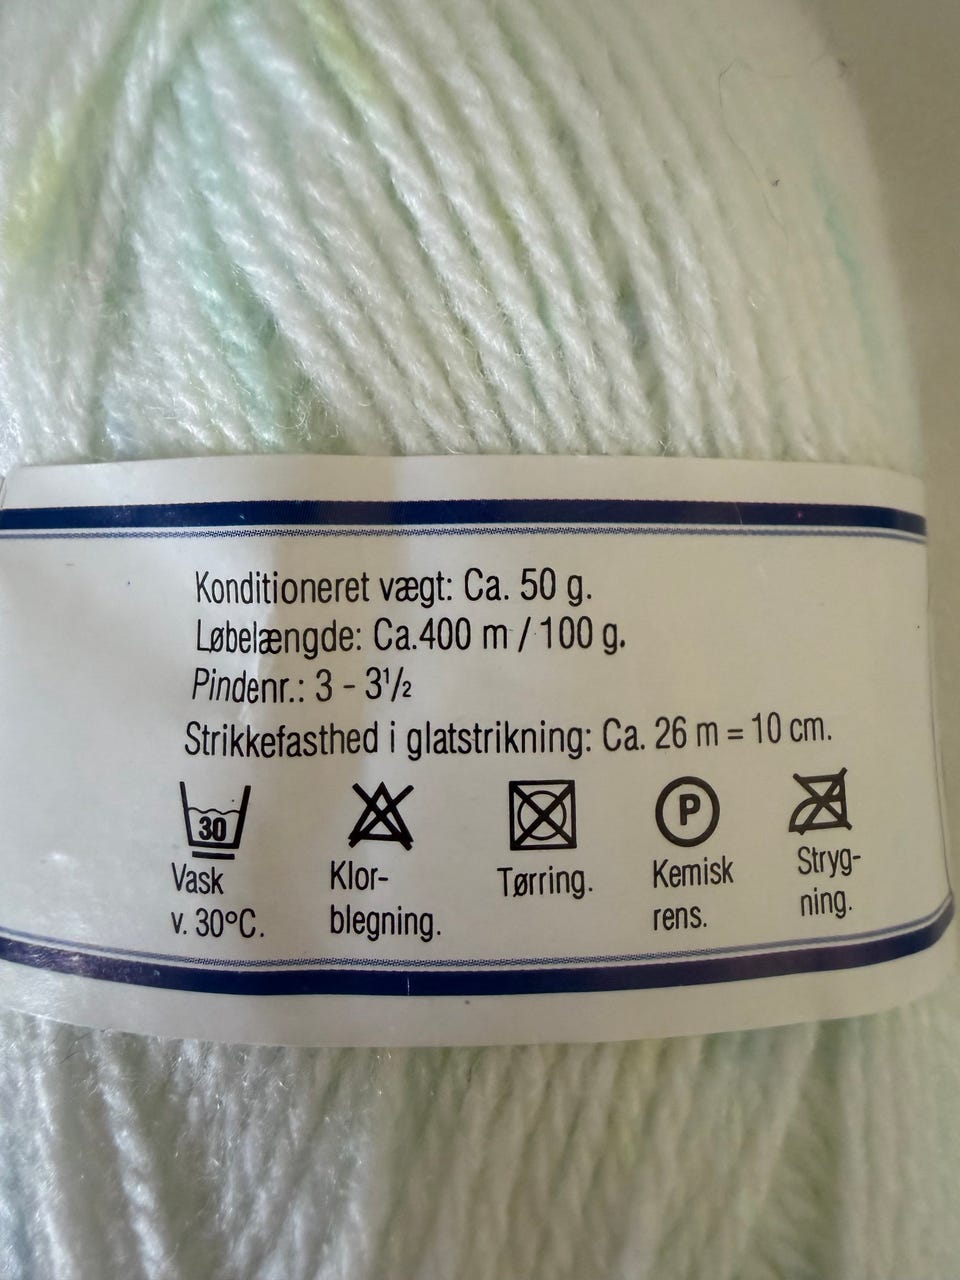 Konditioneret vægt: Ca. 50 g.
Løbelængde: Ca.400 m / 100 g.
Pindenr.: 3 - 3½
Strikkefasthed i glatstrikning: Ca. 26 m = 10 cm.
30
P
Vask
v. 30°C.
Klor-
blegning.
Tørring.
Kemisk
rens.
Stryg-
ning.